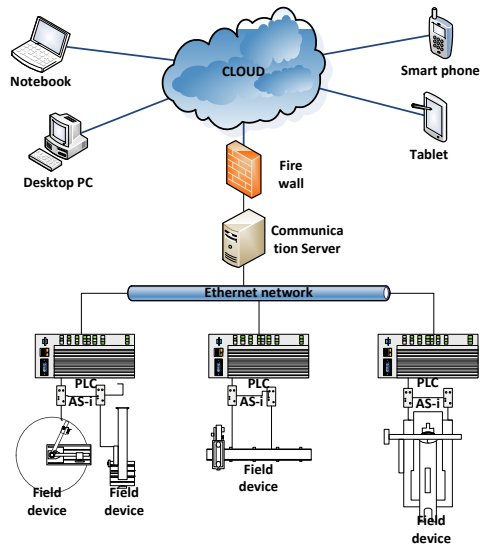 CLOUD
Notebook
Smart phone
Desktop PC
Tablet
Fire
wall
Communica
tion Server
Ethernet network
PLC
AS-i
PLC
AS-i
PLC
AS-i
Field
device
Field
device
Field
device
Field
device